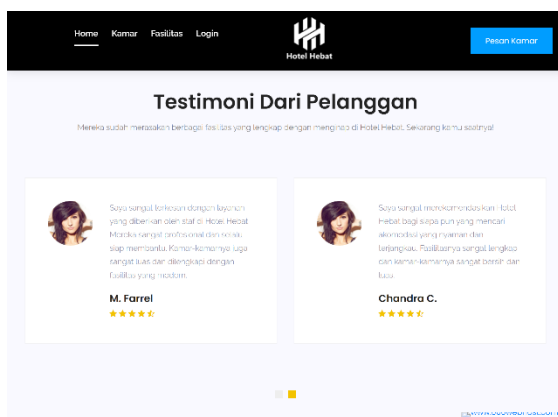 Home Kamar Fasilitas Login
Hotel Hebat
Pesan Kamar
Testimoni Dari Pelanggan
Mereka sudah merasakan berbagai fasilitas yang lengkap dengan menginap di Hotel Hebat. Sekarang kamu saatnya!
Saya sangat terkesan dengan layanan
yang diberikan oleh staf di Hotel Hebat.
Mereka sangat profesional dan selalu
siap membantu. Kamar-kamarnya juga
sangat luas dan dilengkapi dengan
fasilitas yang modern.
M. Farrel
Saya sangat merekomendasikan Hotel
Hebat bagi siapa pun yang mencari
akomodasi yang nyaman dan
terjangkau. Fasilitasnya sangat lengkap
dan kamar-kamarnya sangat bersih dan
Chandra C.